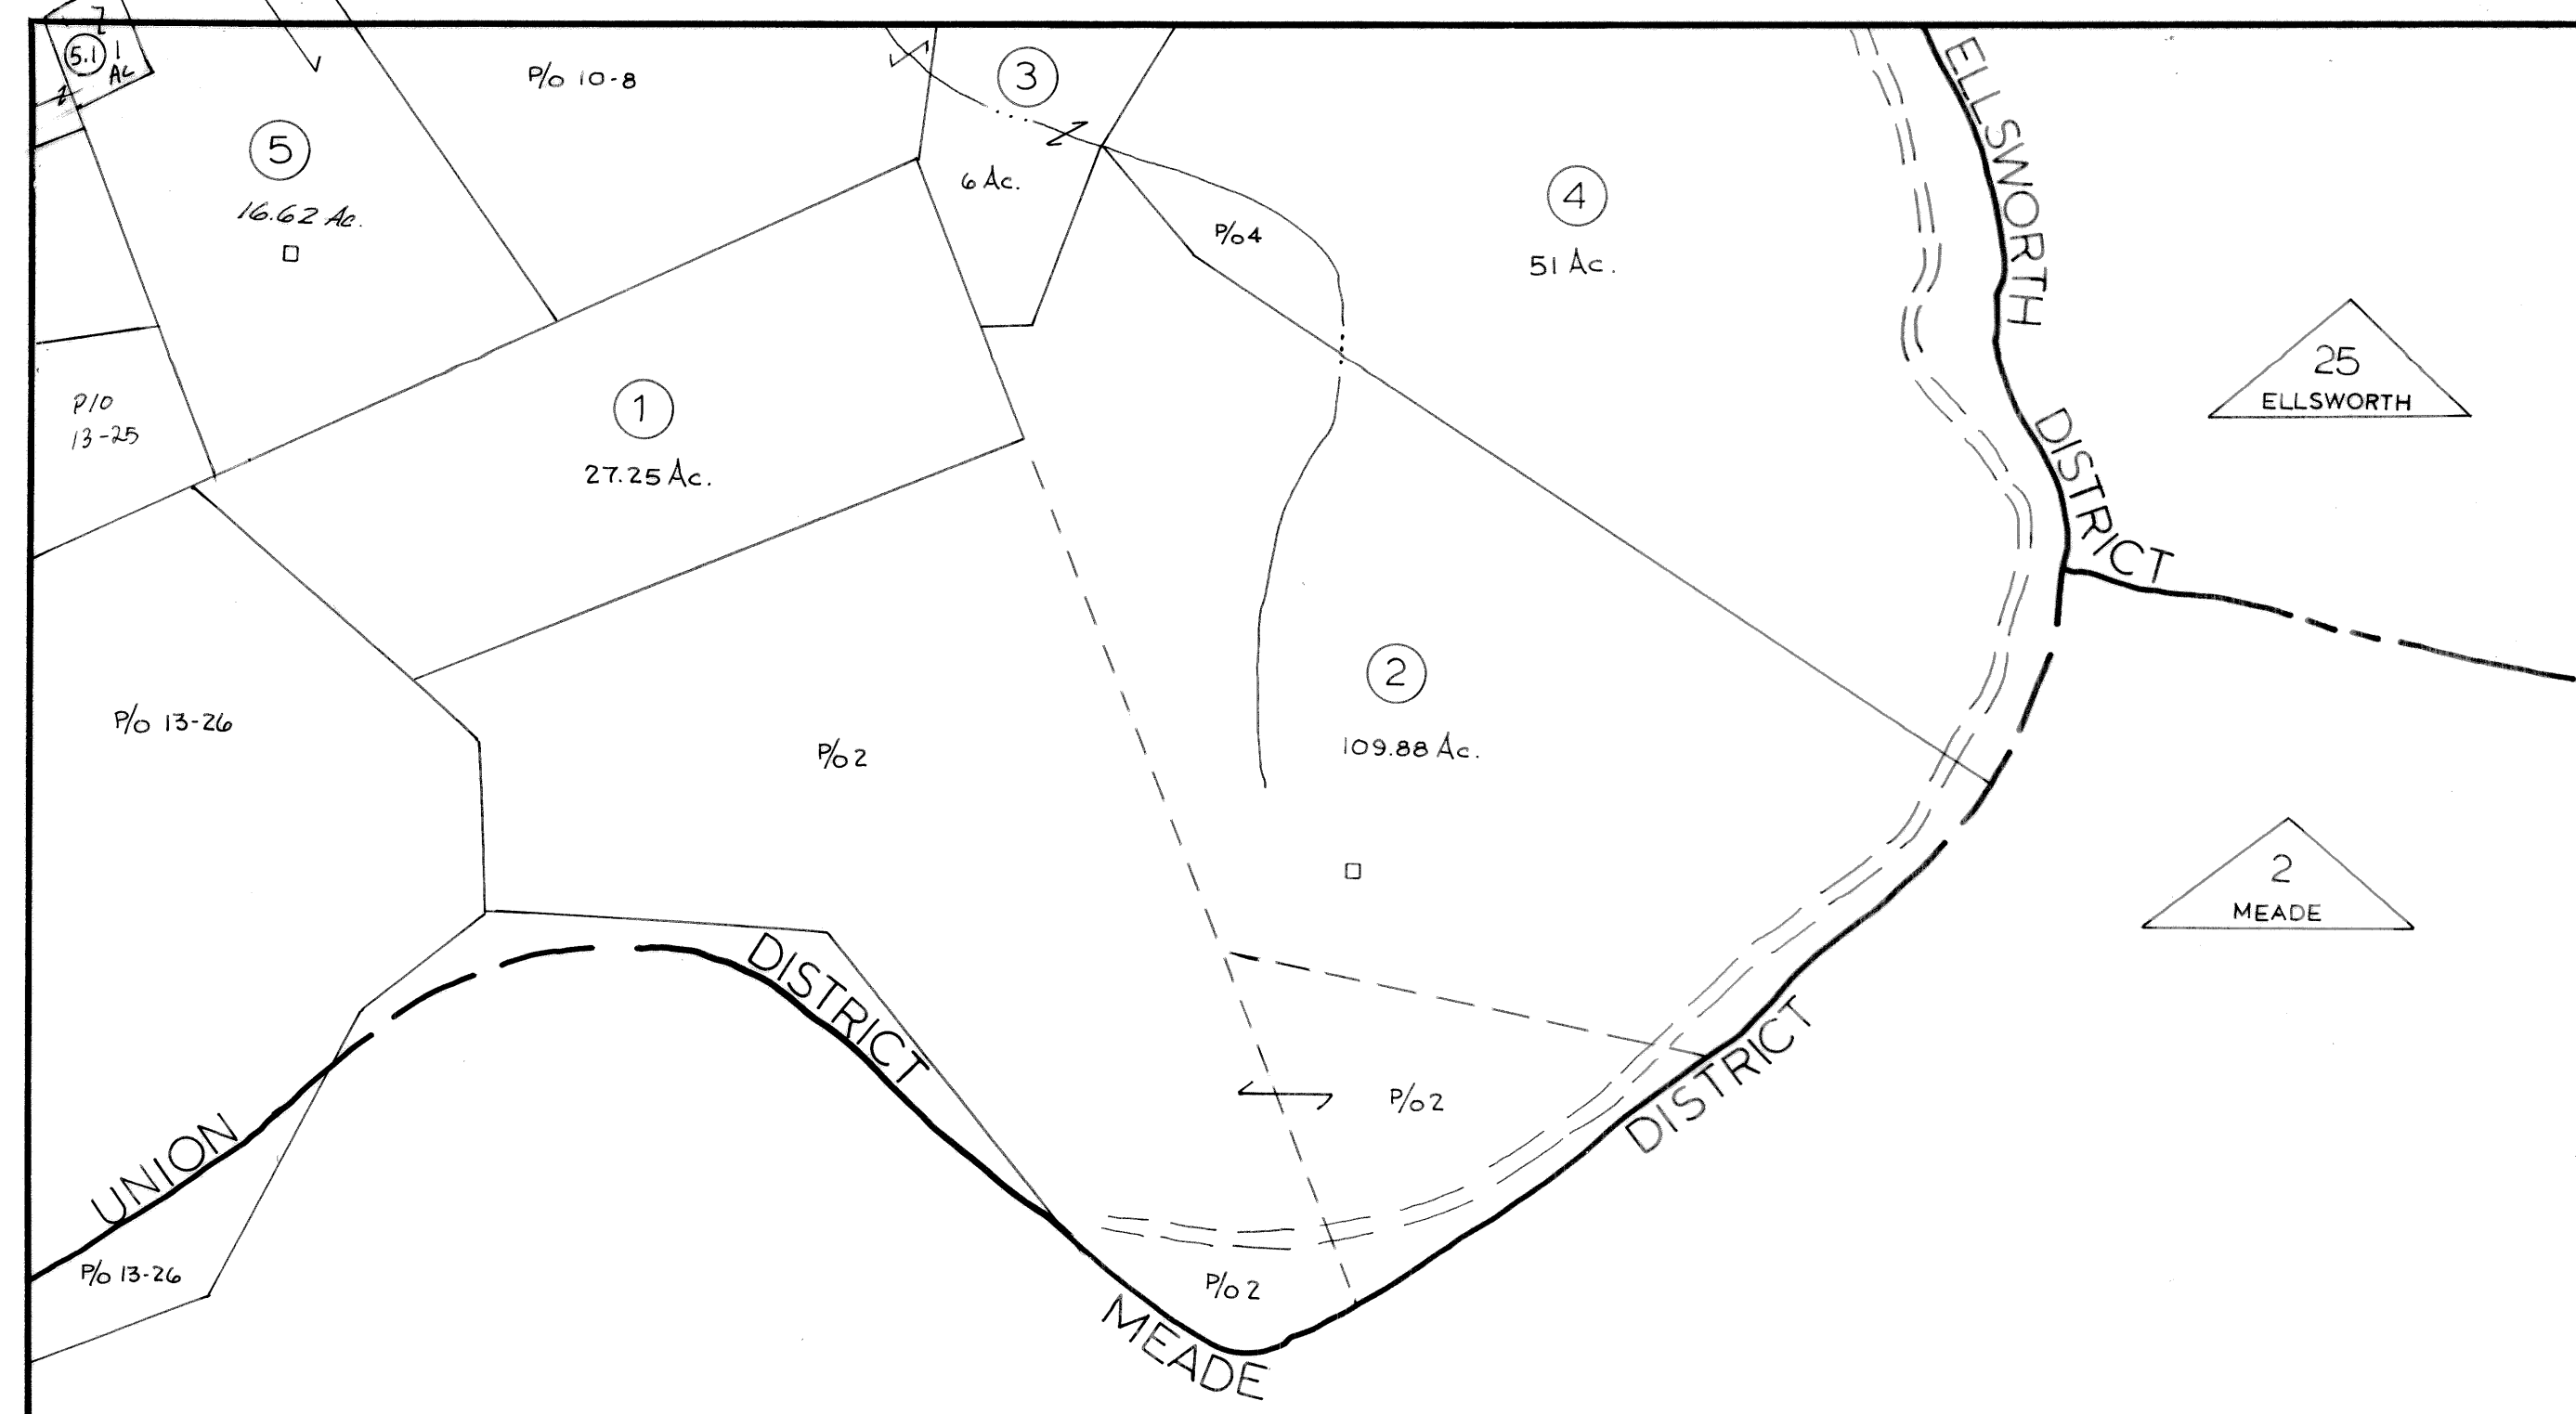 5.1
1
Ac
P/o 10-8
3
5
16.62 Ac.
6 Ac.
P/o 4
4
51 Ac.
ELLSWORTH
DISTRICT
25
ELLSWORTH
1
27.25 Ac.
P/O
13-25
P/o 13-26
P/o 2
2
109.88 Ac.
2
MEADE
DISTRICT
UNION
P/o 2
DISTRICT
P/o 13-26
P/o 2
MEADE